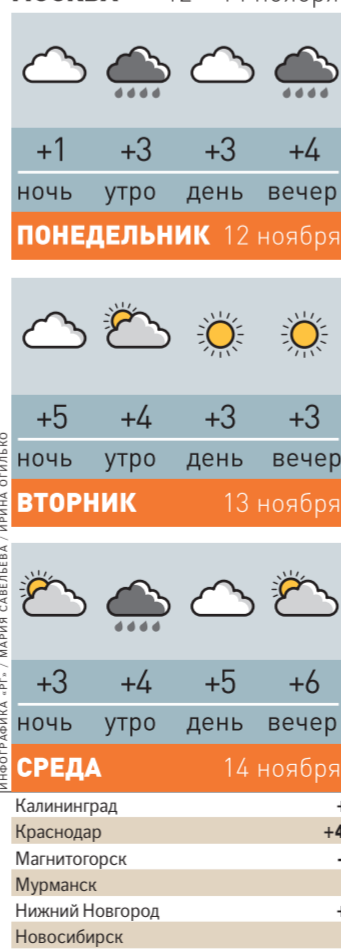 +1 +3 +3 +4
ночь утро день вечер
ПОНЕДЕЛЬНИК 12 ноября
+5 +4 +3 +3
ночь утро день вечер
ВТОРНИК 13 ноября
+3 +4 +5 +6
ночь утро день вечер
СРЕДА 14 ноября
ИНФОГРАФИКА «РГ» / МАРИЯ САВЕЛЬЕВА / ИРИНА ОГИЛЬКО
Калининград
Краснодар
Магнитогорск
Мурманск
Нижний Новгород
Новосибирск